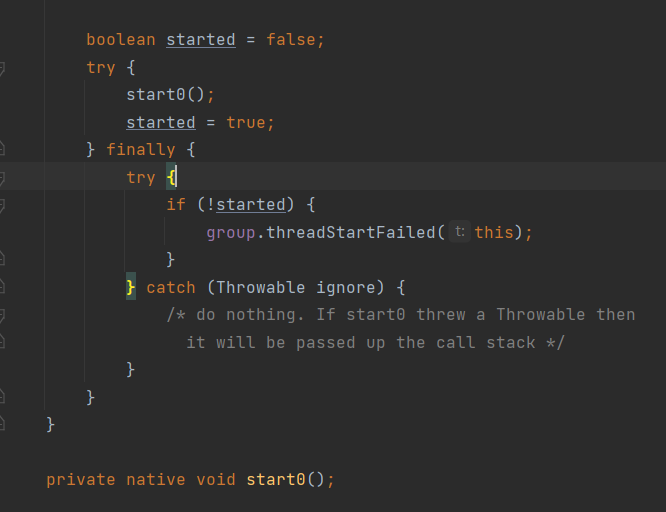 boolean started = false;
try {
start0();
started = true;
} finally {
try {
if (!started) {
group.threadStartFailed( t: this);
}
} catch (Throwable ignore) {
/* do nothing. If start0 threw a Throwable then
it will be passed up the call stack */
}
}
}
private native void start0();